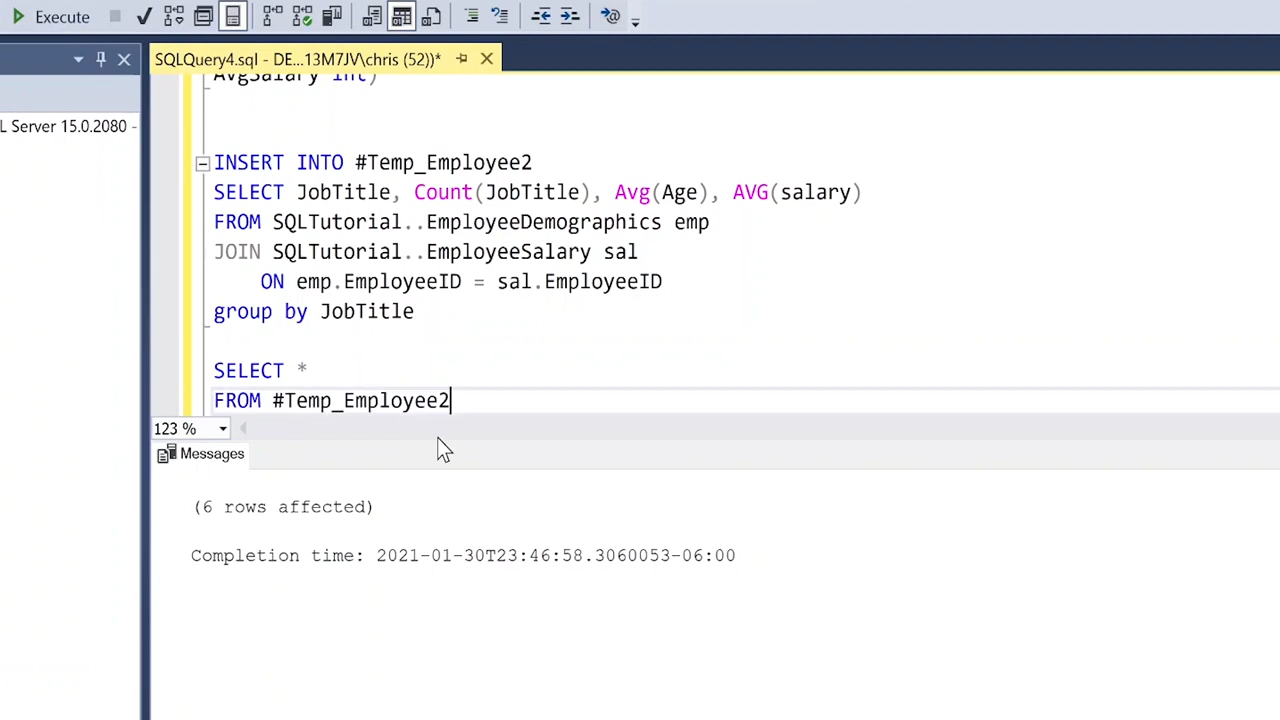 Execute
SQLQuery4.sql - DE...13M7JV\chris (52))*
AvgSalary int)
L Server 15.0.2080 -
INSERT INTO #Temp_Employee2
SELECT JobTitle, Count(JobTitle), Avg(Age), AVG(salary)
FROM SQLTutorial..EmployeeDemographics emp
JOIN SQLTutorial..EmployeeSalary sal
ON emp.EmployeeID = sal.EmployeeID
group by JobTitle
SELECT *
FROM #Temp_Employee2
123 %
Messages
(6 rows affected)
Completion time: 2021-01-30T23:46:58.3060053-06:00